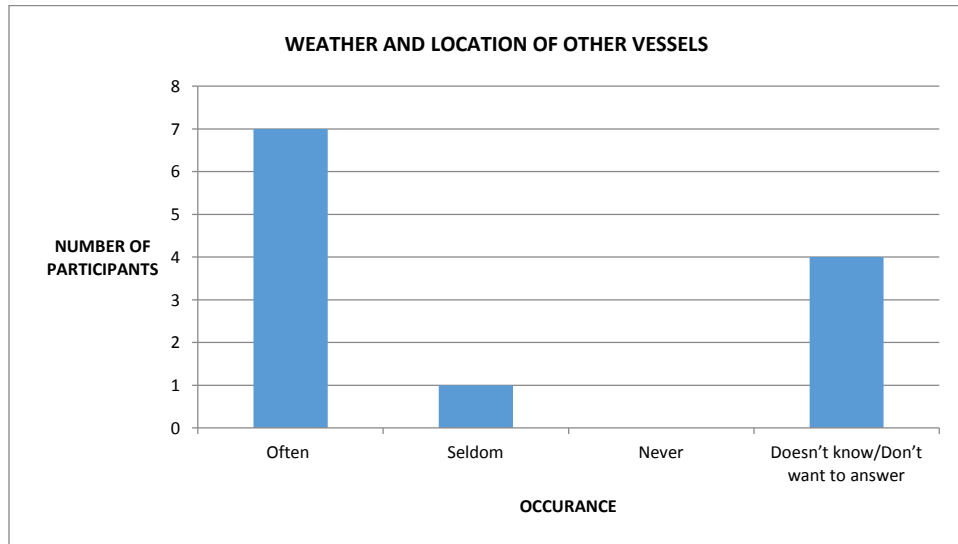 WEATHER AND LOCATION OF OTHER VESSELS
8
7
6
5
4
3
2
1
0
NUMBER OF
PARTICIPANTS
Often
Seldom
Never
Doesn’t know/Don’t
want to answer
OCCURANCE